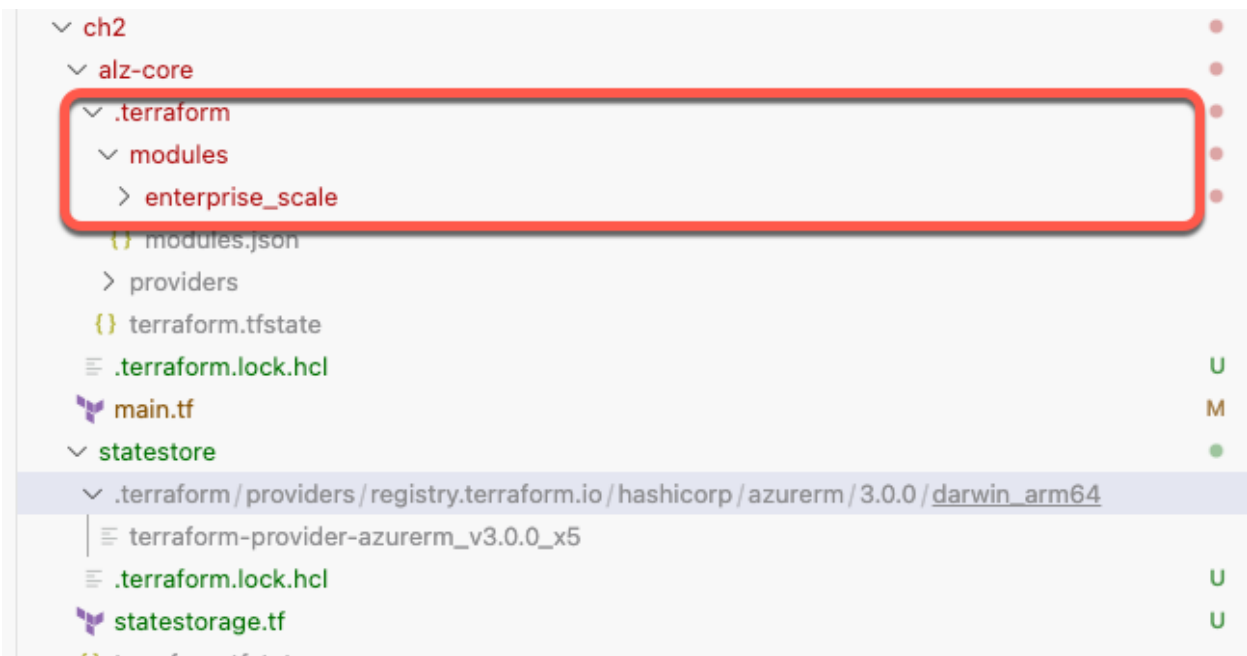 ch2
alz-core
.terraform
modules
enterprise_scale
{} modules.json
providers
{} terraform.tfstate
.terraform.lock.hcl U
main.tf M
statestore
.terraform/providers/registry.terraform.io/hashicorp/azurerm/3.0.0/darwin_arm64
terraform-provider-azurerm_v3.0.0_x5
.terraform.lock.hcl U
statestorage.tf U